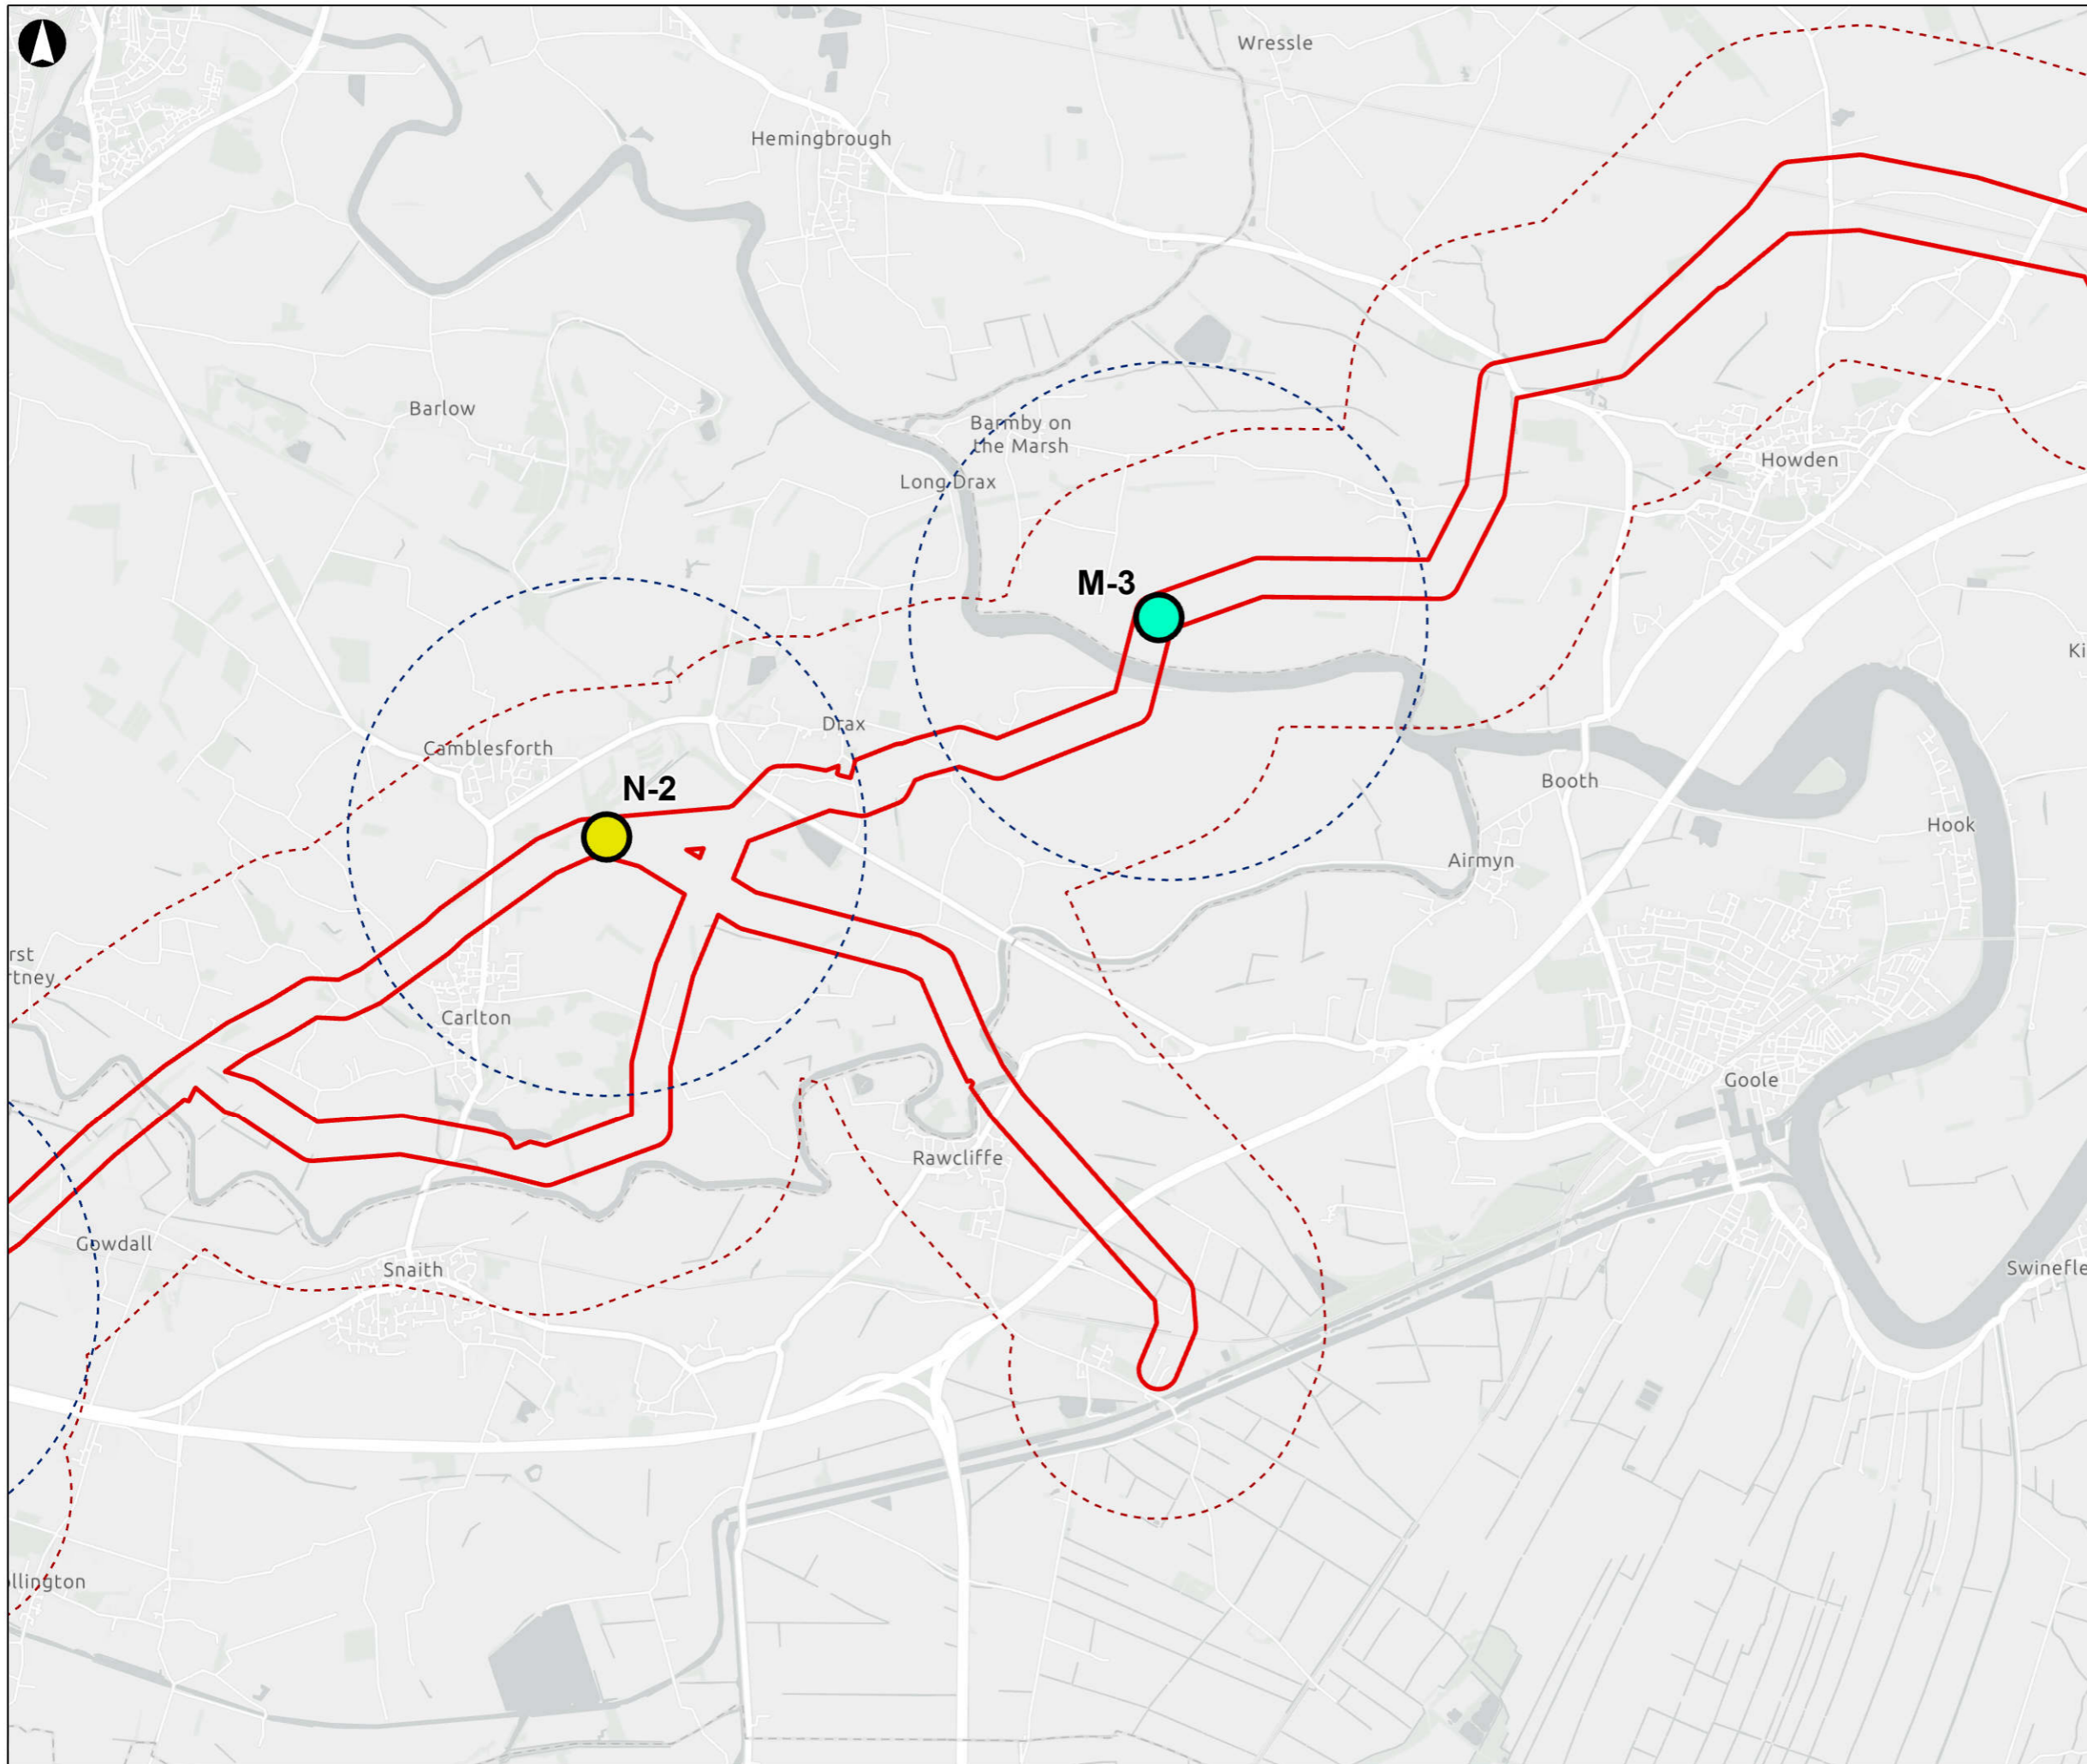 Wressle
Hemingbrough
Barlow
Barmby on
the Marsh
Long Drax
Howden
M-3
Ki
Drax
Camblesforth
N-2
Booth
Hook
Airmyn
rst
rtney
Carlton
Goole
Rawcliffe
Gowdall
Snaith
Swinefle
llington